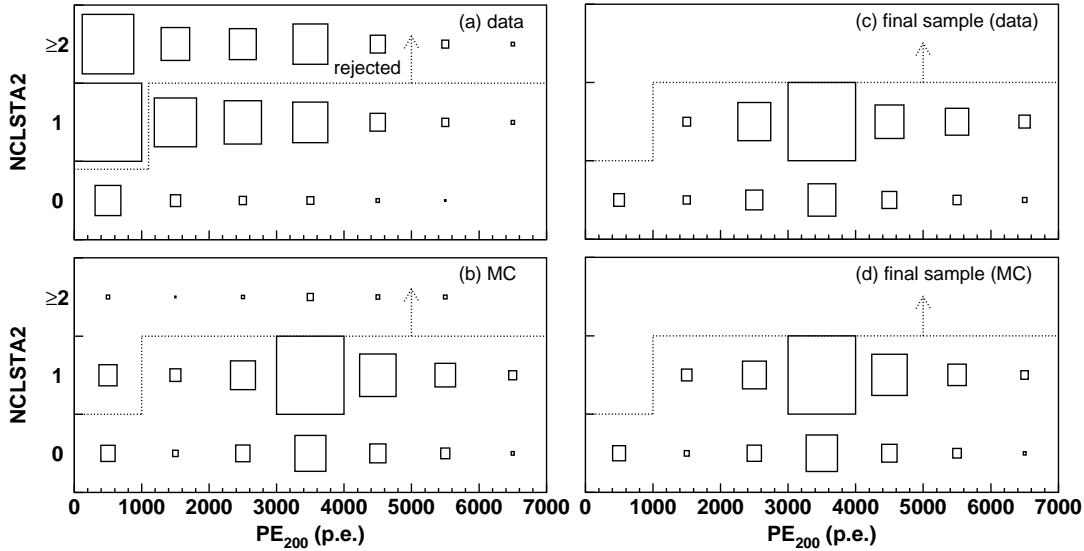 (a) data
(c) final sample (data)
≥2
rejected
1
0
NCLSTA2
(b) MC
(d) final sample (MC)
≥2
1
0
NCLSTA2
0 1000 2000 3000 4000 5000 6000 7000
0 1000 2000 3000 4000 5000 6000 7000
PE200 (p.e.)
PE200 (p.e.)